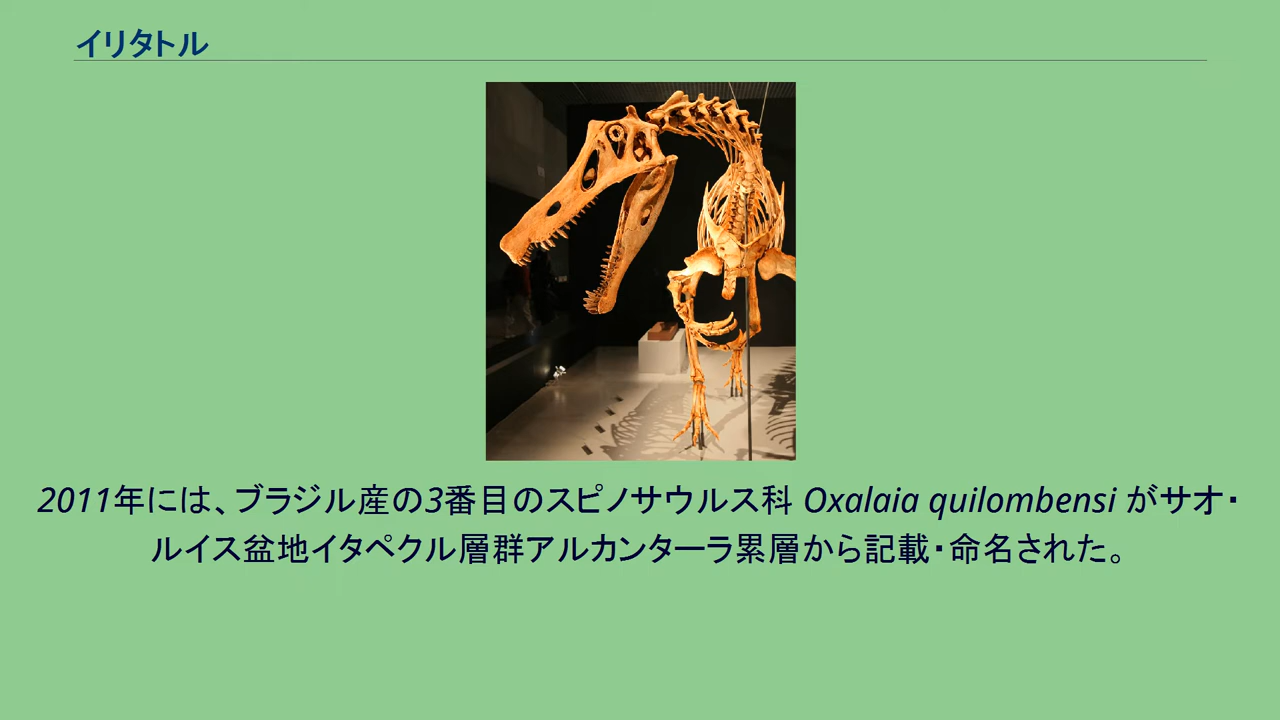 イリタトル
2011年には、ブラジル産の3番目のスピノサウルス科 Oxalaia quilombensi がサオ・
ルイス盆地イタペクル層群アルカンターラ累層から記載・命名された。